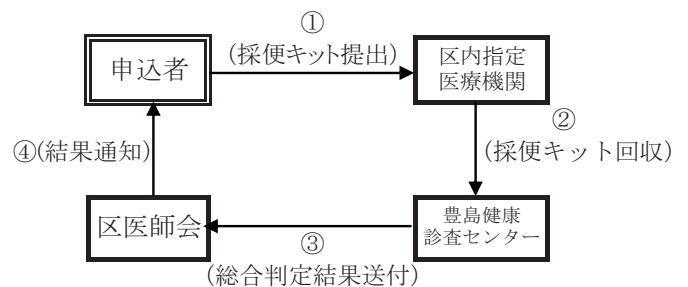 ①
(採便キット提出)
申込者
区内指定
医療機関
②
(採便キット回収)
④(結果通知)
区医師会
豊島健康
診査センター
③
(総合判定結果送付)